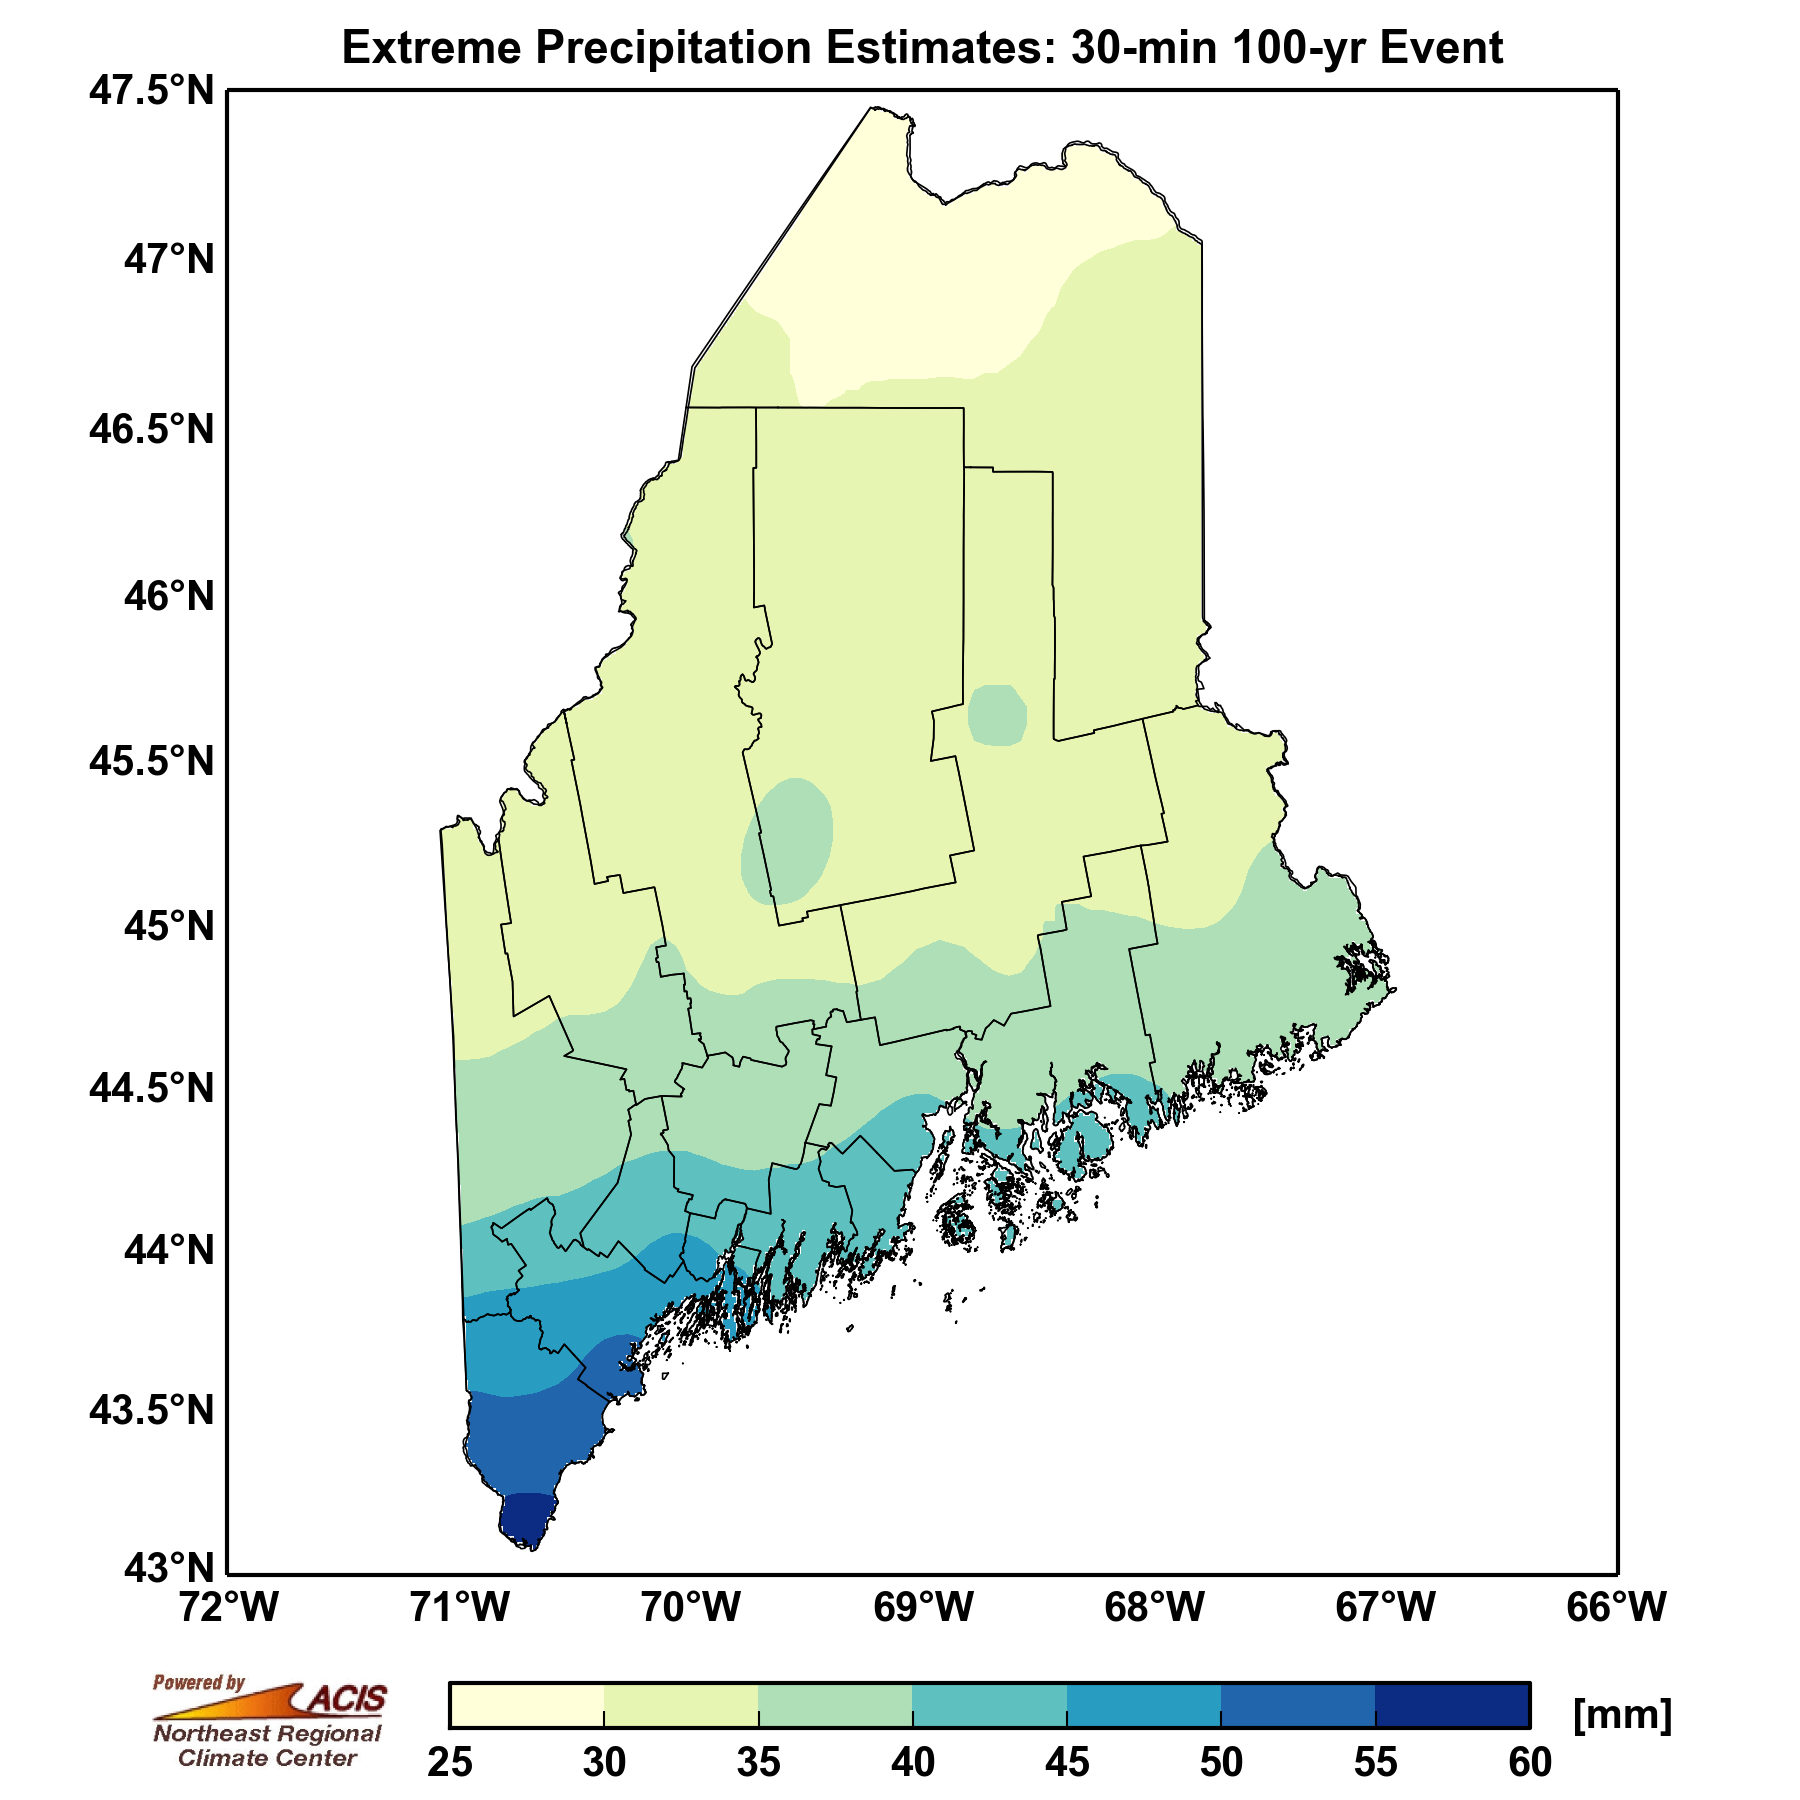 Extreme Precipitation Estimates: 30-min 100-yr Event
47.5°N
47°N
46.5°N
46°N
45.5°N
45°N
44.5°N
44°N
43.5°N
43°N
72°W 71°W 70°W 69°W 68°W 67°W 66°W
Powered by
ACIS
Northeast Regional
Climate Center
[mm]
25 30 35 40 45 50 55 60